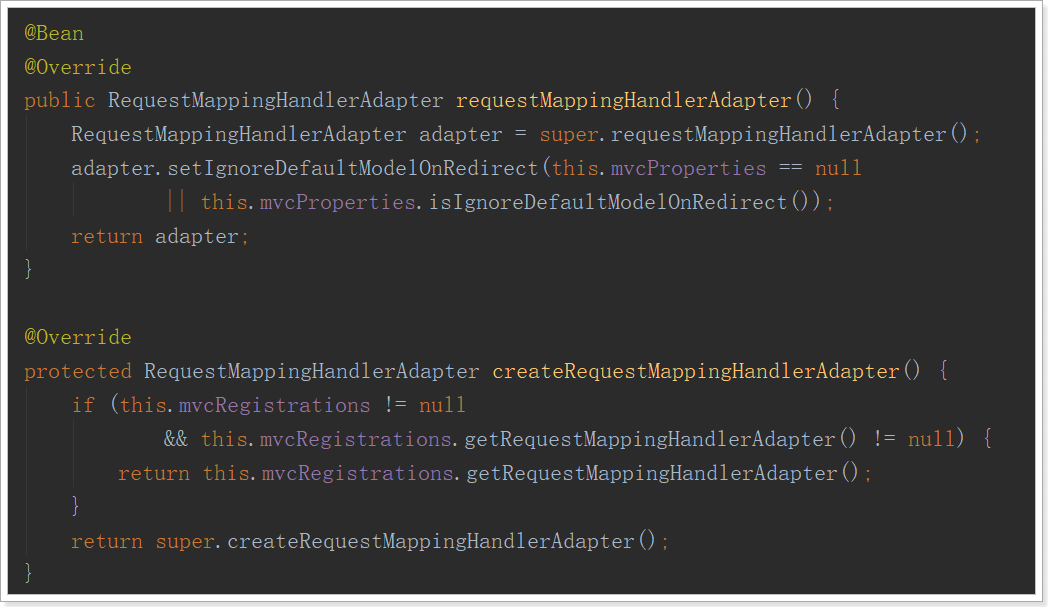 @Bean
@Override
public RequestMappingHandlerAdapter requestMappingHandlerAdapter() {
    RequestMappingHandlerAdapter adapter = super.requestMappingHandlerAdapter();
    adapter.setIgnoreDefaultModelOnRedirect(this.mvcProperties == null
            || this.mvcProperties.isIgnoreDefaultModelOnRedirect());
    return adapter;
}

@Override
protected RequestMappingHandlerAdapter createRequestMappingHandlerAdapter() {
    if (this.mvcRegistrations != null
            && this.mvcRegistrations.getRequestMappingHandlerAdapter() != null) {
        return this.mvcRegistrations.getRequestMappingHandlerAdapter();
    }
    return super.createRequestMappingHandlerAdapter();
}